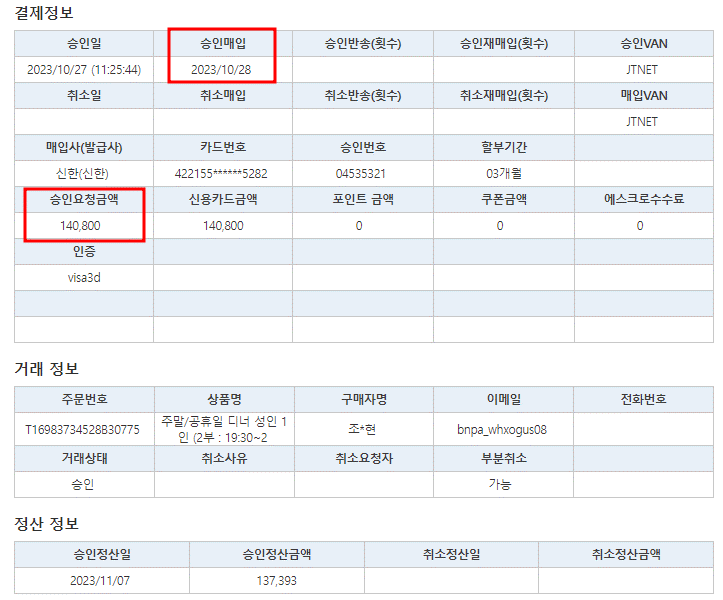 결제정보
승인일 승인매입 승인반송(횟수) 승인재매입(횟수) 승인VAN
2023/10/27 (11:25:44) 2023/10/28 JTNET
취소일 취소매입 취소반송(횟수) 취소재매입(횟수) 매입VAN
JTNET
매입사(발급사) 카드번호 승인번호 할부기간
신한(신한) 422155******5282 04535321 03개월
승인요청금액 신용카드금액 포인트 금액 쿠폰금액 에스크로수수료
140,800 140,800 0 0 0
인증
visa3d
거래 정보
주문번호 상품명 구매자명 이메일 전화번호
T16983734528B30775 주말/공휴일 디너 성인 1 조*현 bnpa_whxogus08
인 (2부 : 19:30~2
거래상태 취소사유 취소요청자 부분취소
승인 가능
정산 정보
승인정산일 승인정산금액 취소정산일 취소정산금액
2023/11/07 137,393